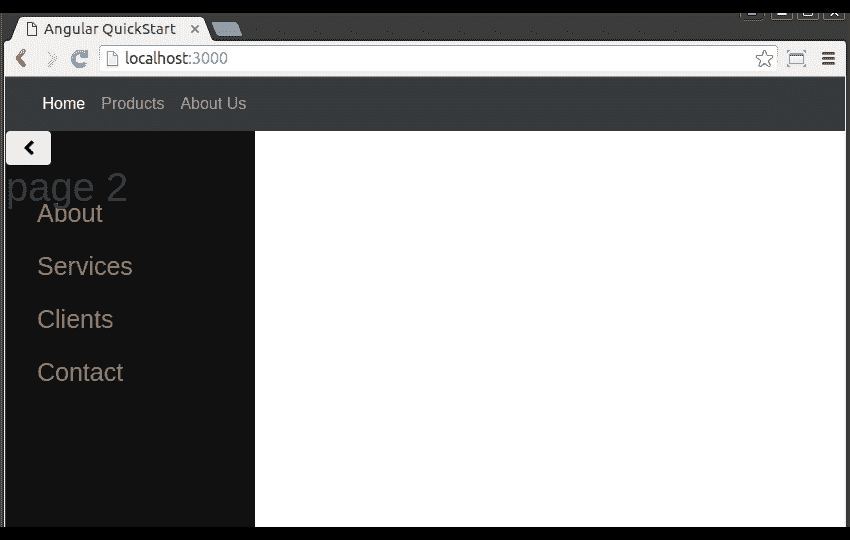 Angular QuickStart
localhost:3000
Home Products About Us
page 2
About
Services
Clients
Contact